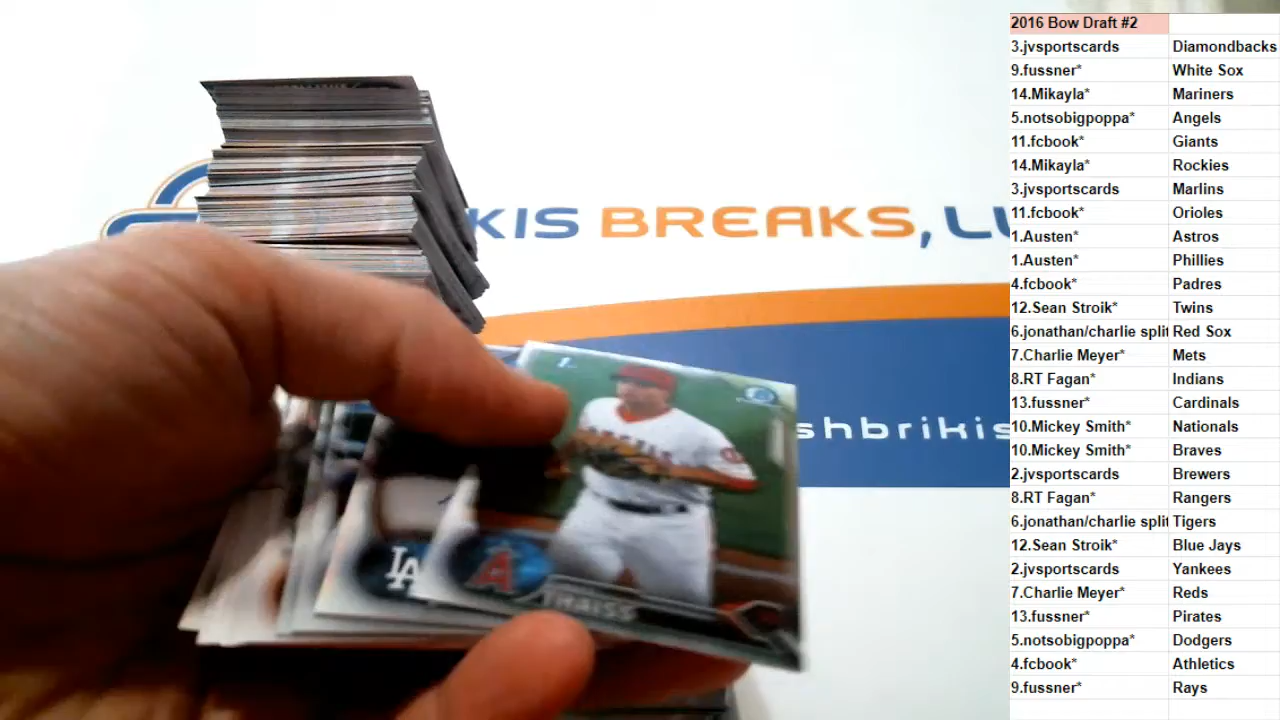 2016 Bow Draft #2
3.jvsportscards Diamondbacks
9.fussner* White Sox
14.Mikayla* Mariners
5.notsobigpoppa* Angels
11.fcbook* Giants
14.Mikayla* Rockies
3.jvsportscards Marlins
11.fcbook* Orioles
1.Austen* Astros
1.Austen* Phillies
4.fcbook* Padres
12.Sean Stroik* Twins
6.jonathan/charlie split Red Sox
7.Charlie Meyer* Mets
8.RT Fagan* Indians
13.fussner* Cardinals
10.Mickey Smith* Nationals
10.Mickey Smith* Braves
2.jvsportscards Brewers
8.RT Fagan* Rangers
6.jonathan/charlie split Tigers
12.Sean Stroik* Blue Jays
2.jvsportscards Yankees
7.Charlie Meyer* Reds
13.fussner* Pirates
5.notsobigpoppa* Dodgers
4.fcbook* Athletics
9.fussner* Rays
KIS BREAKS, L
shbrikis
LA
A